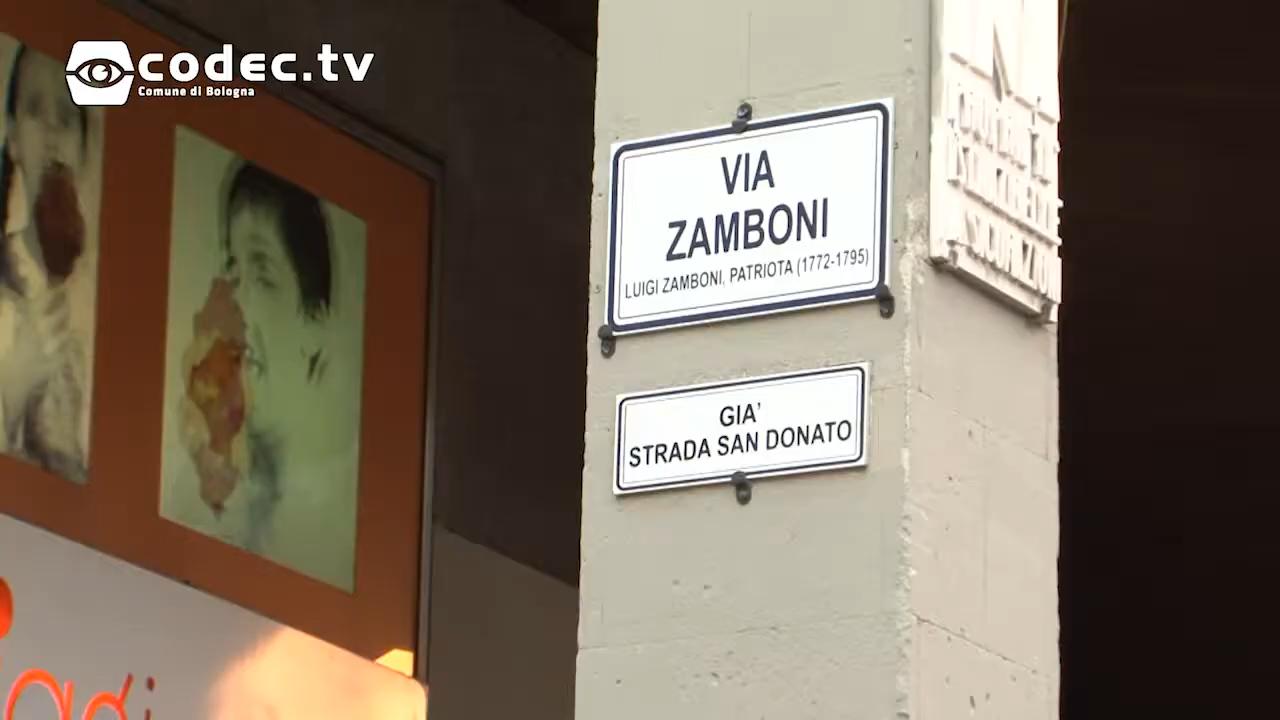 codec.tv
Comune di Bologna
VIA
ZAMBONI
LUIGI ZAMBONI, PATRIOTA (1772-1795)
GIA'
STRADA SAN DONATO